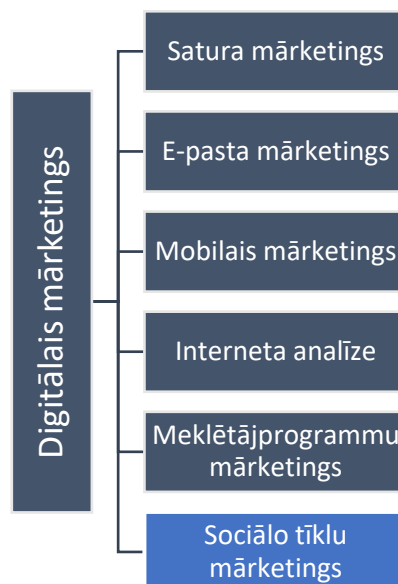 Digitālais mārketings
Satura mārketings
E-pasta mārketings
Mobilais mārketings
Interneta analīze
Meklētājprogrammu
mārketings
Sociālo tīklu
mārketings